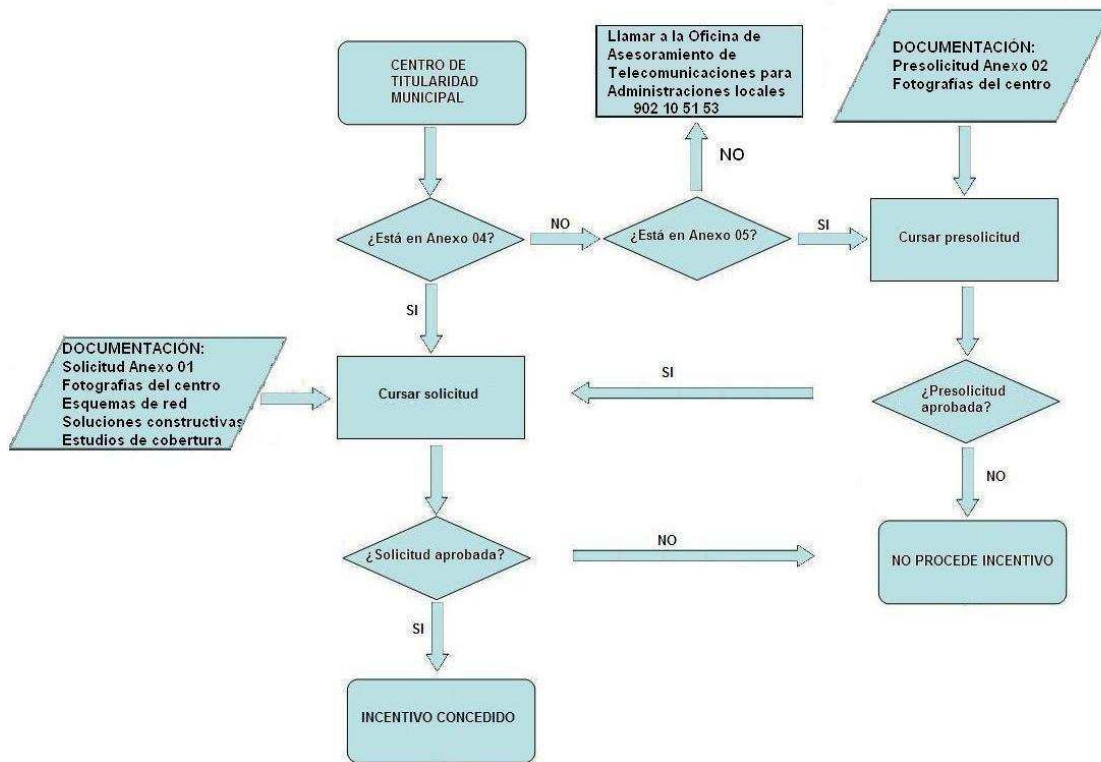 CENTRO DE
TITULARIDAD
MUNICIPAL
Llamar a la Oficina de
Asesoramiento de
Telecomunicaciones para
Administraciones locales
902 10 51 53
DOCUMENTACIÓN:
Presolicitud Anexo 02
Fotografías del centro
NO
¿Está en Anexo 04?
NO
¿Está en Anexo 05?
SI
Cursar presolicitud
SI
DOCUMENTACIÓN:
Solicitud Anexo 01
Fotografías del centro
Esquemas de red
Soluciones constructivas
Estudios de cobertura
Cursar solicitud
SI
¿Presolicitud
aprobada?
NO
¿Solicitud aprobada?
NO
NO PROCEDE INCENTIVO
SI
INCENTIVO CONCEDIDO